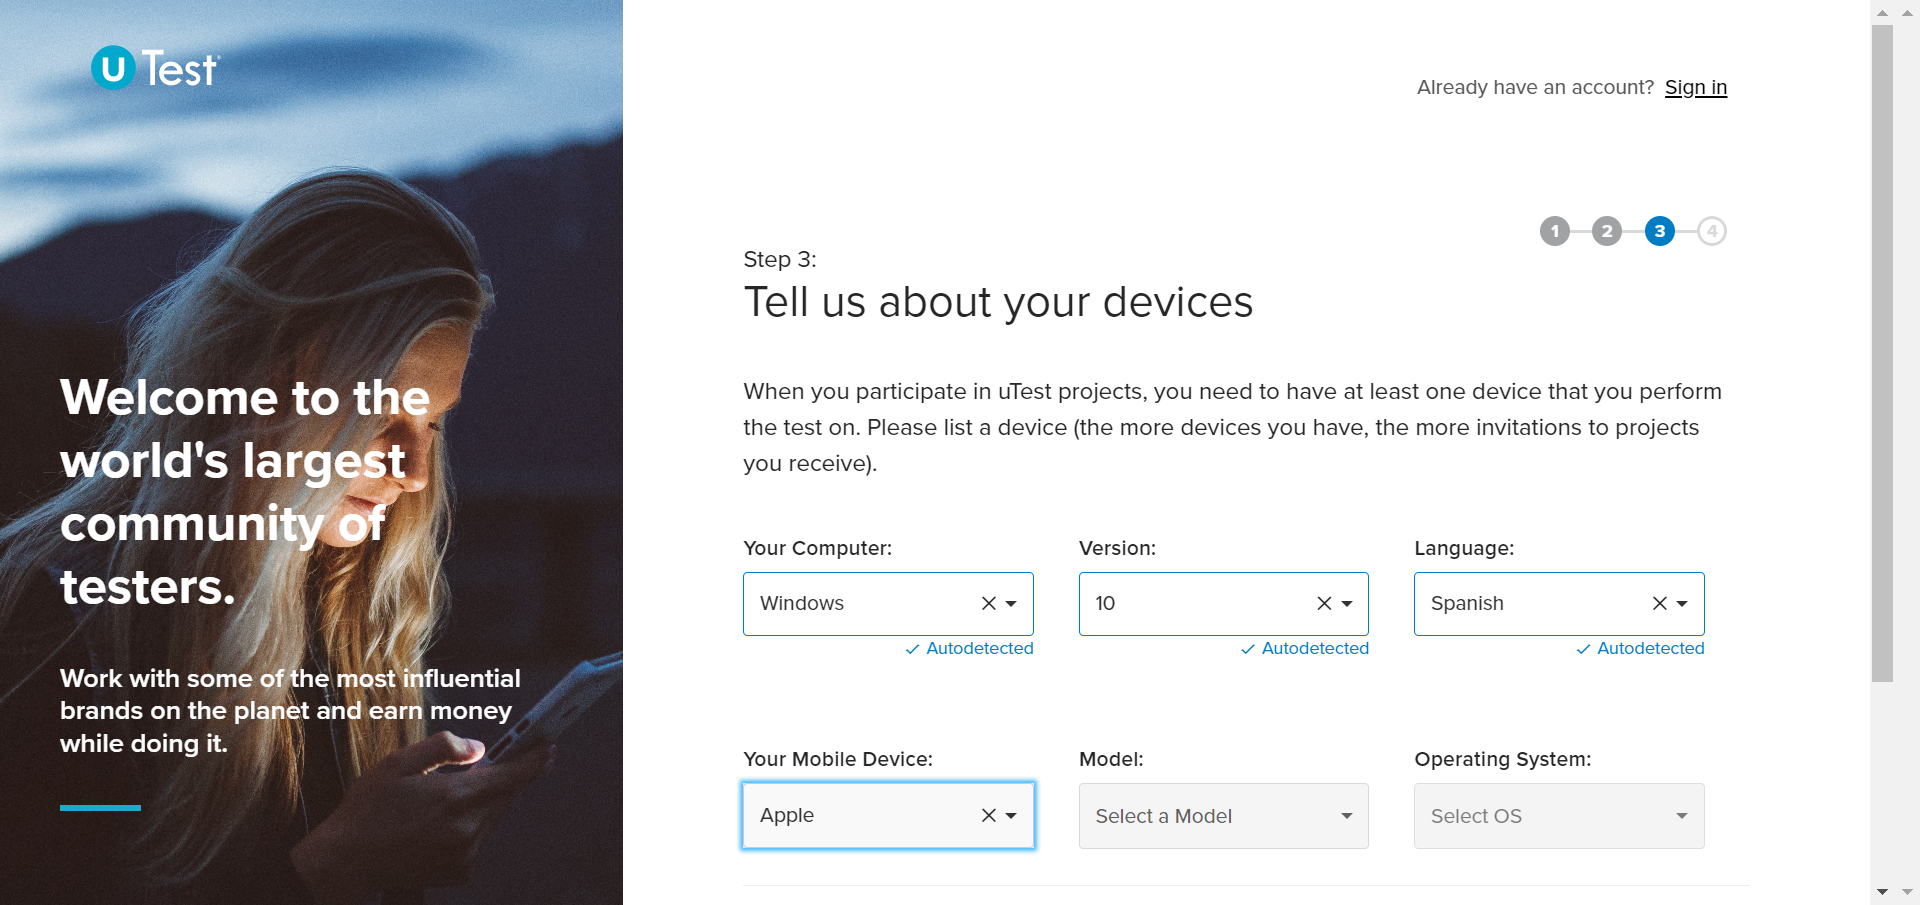 uTest
Welcome to the
world's largest
community of
testers.
Work with some of the most influential
brands on the planet and earn money
while doing it.
Already have an account? Sign in
1 2 3 4
Step 3:
Tell us about your devices
When you participate in uTest projects, you need to have at least one device that you perform
the test on. Please list a device (the more devices you have, the more invitations to projects
you receive).
Your Computer: Version: Language:
Windows 10 Spanish
Autodetected Autodetected Autodetected
Your Mobile Device: Model: Operating System:
Apple Select a Model Select OS